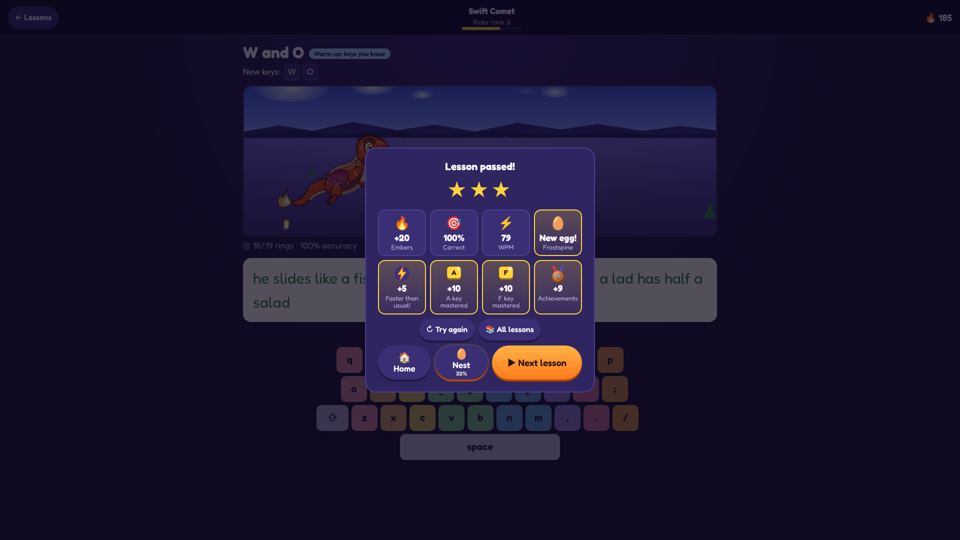 ← Lessons
Swift Comet
Rider rank 3
185
W and O
Warm-up: keys you know
New keys: W O
Lesson passed!
+20
Embers
100%
Correct
79
WPM
New egg!
Frostspine
18/19 rings · 100% accuracy
+5
Faster than usual!
A
+10
A key mastered
F
+10
F key mastered
+9
Achievements
he slides like a fis
a lad has half a
salad
Try again
All lessons
Home
Nest
32%
Next lesson
q
p
a
;
z
x
c
v
b
n
m
,
.
/
space